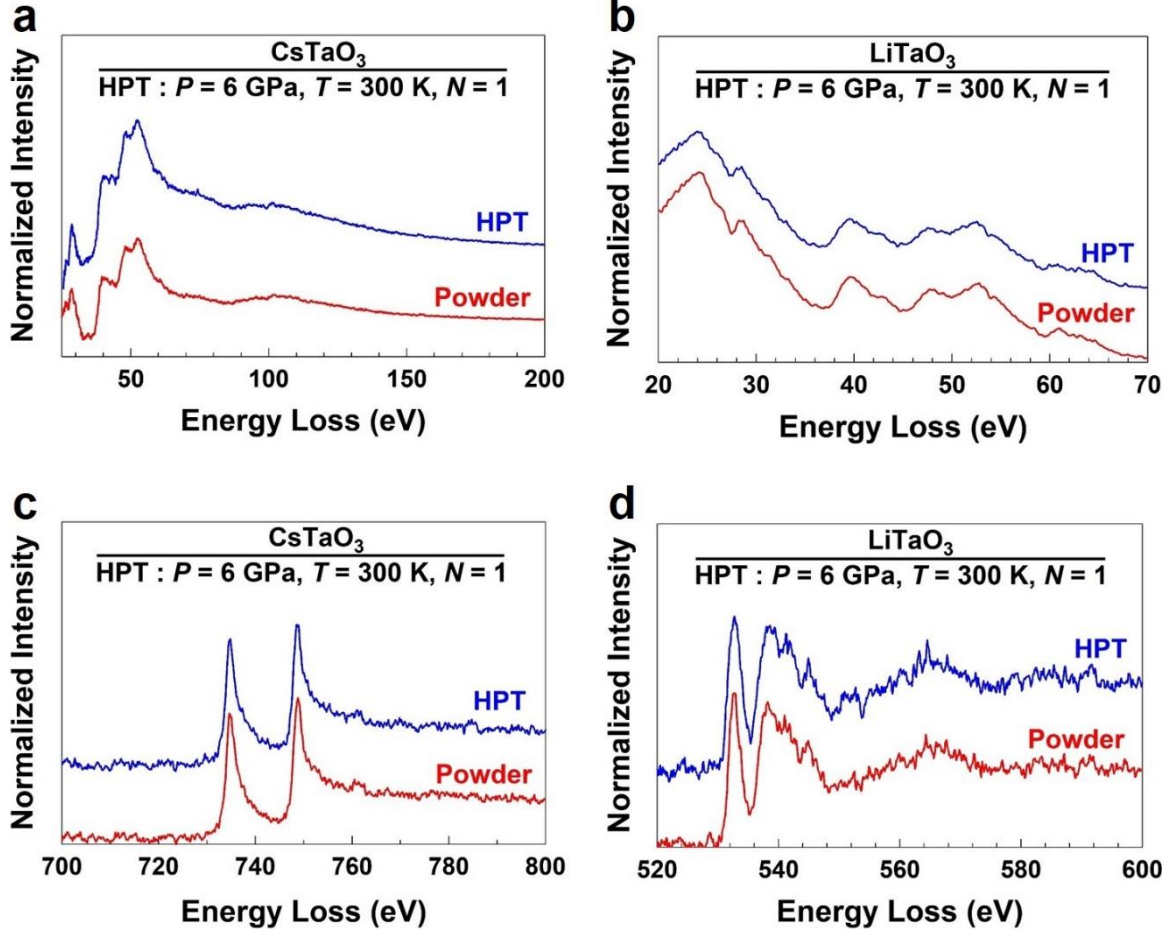 a
CsTaO3
HPT : P = 6 GPa, T = 300 K, N = 1
Normalized Intensity
HPT
Powder
50 100 150 200
Energy Loss (eV)
b
LiTaO3
HPT : P = 6 GPa, T = 300 K, N = 1
Normalized Intensity
HPT
Powder
20 30 40 50 60 70
Energy Loss (eV)
c
CsTaO3
HPT : P = 6 GPa, T = 300 K, N = 1
Normalized Intensity
HPT
Powder
700 720 740 760 780 800
Energy Loss (eV)
d
LiTaO3
HPT : P = 6 GPa, T = 300 K, N = 1
Normalized Intensity
HPT
Powder
520 540 560 580 600
Energy Loss (eV)